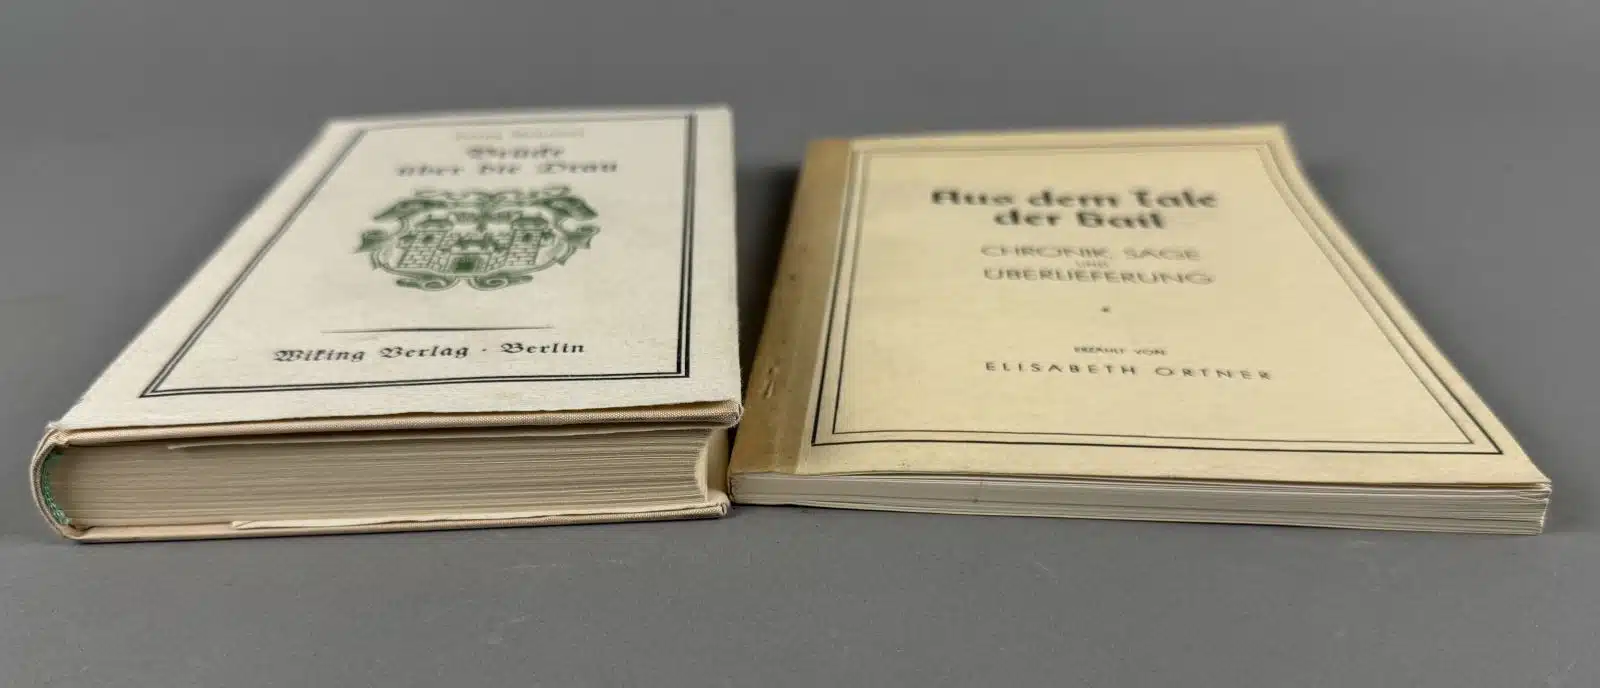 Brücke
über die Drau
Wiking Verlag · Berlin
Aus dem Tale
der Gail
CHRONIK, SAGE
UND
ÜBERLIEFERUNG
ERZÄHLT VON
ELISABETH ORTNER